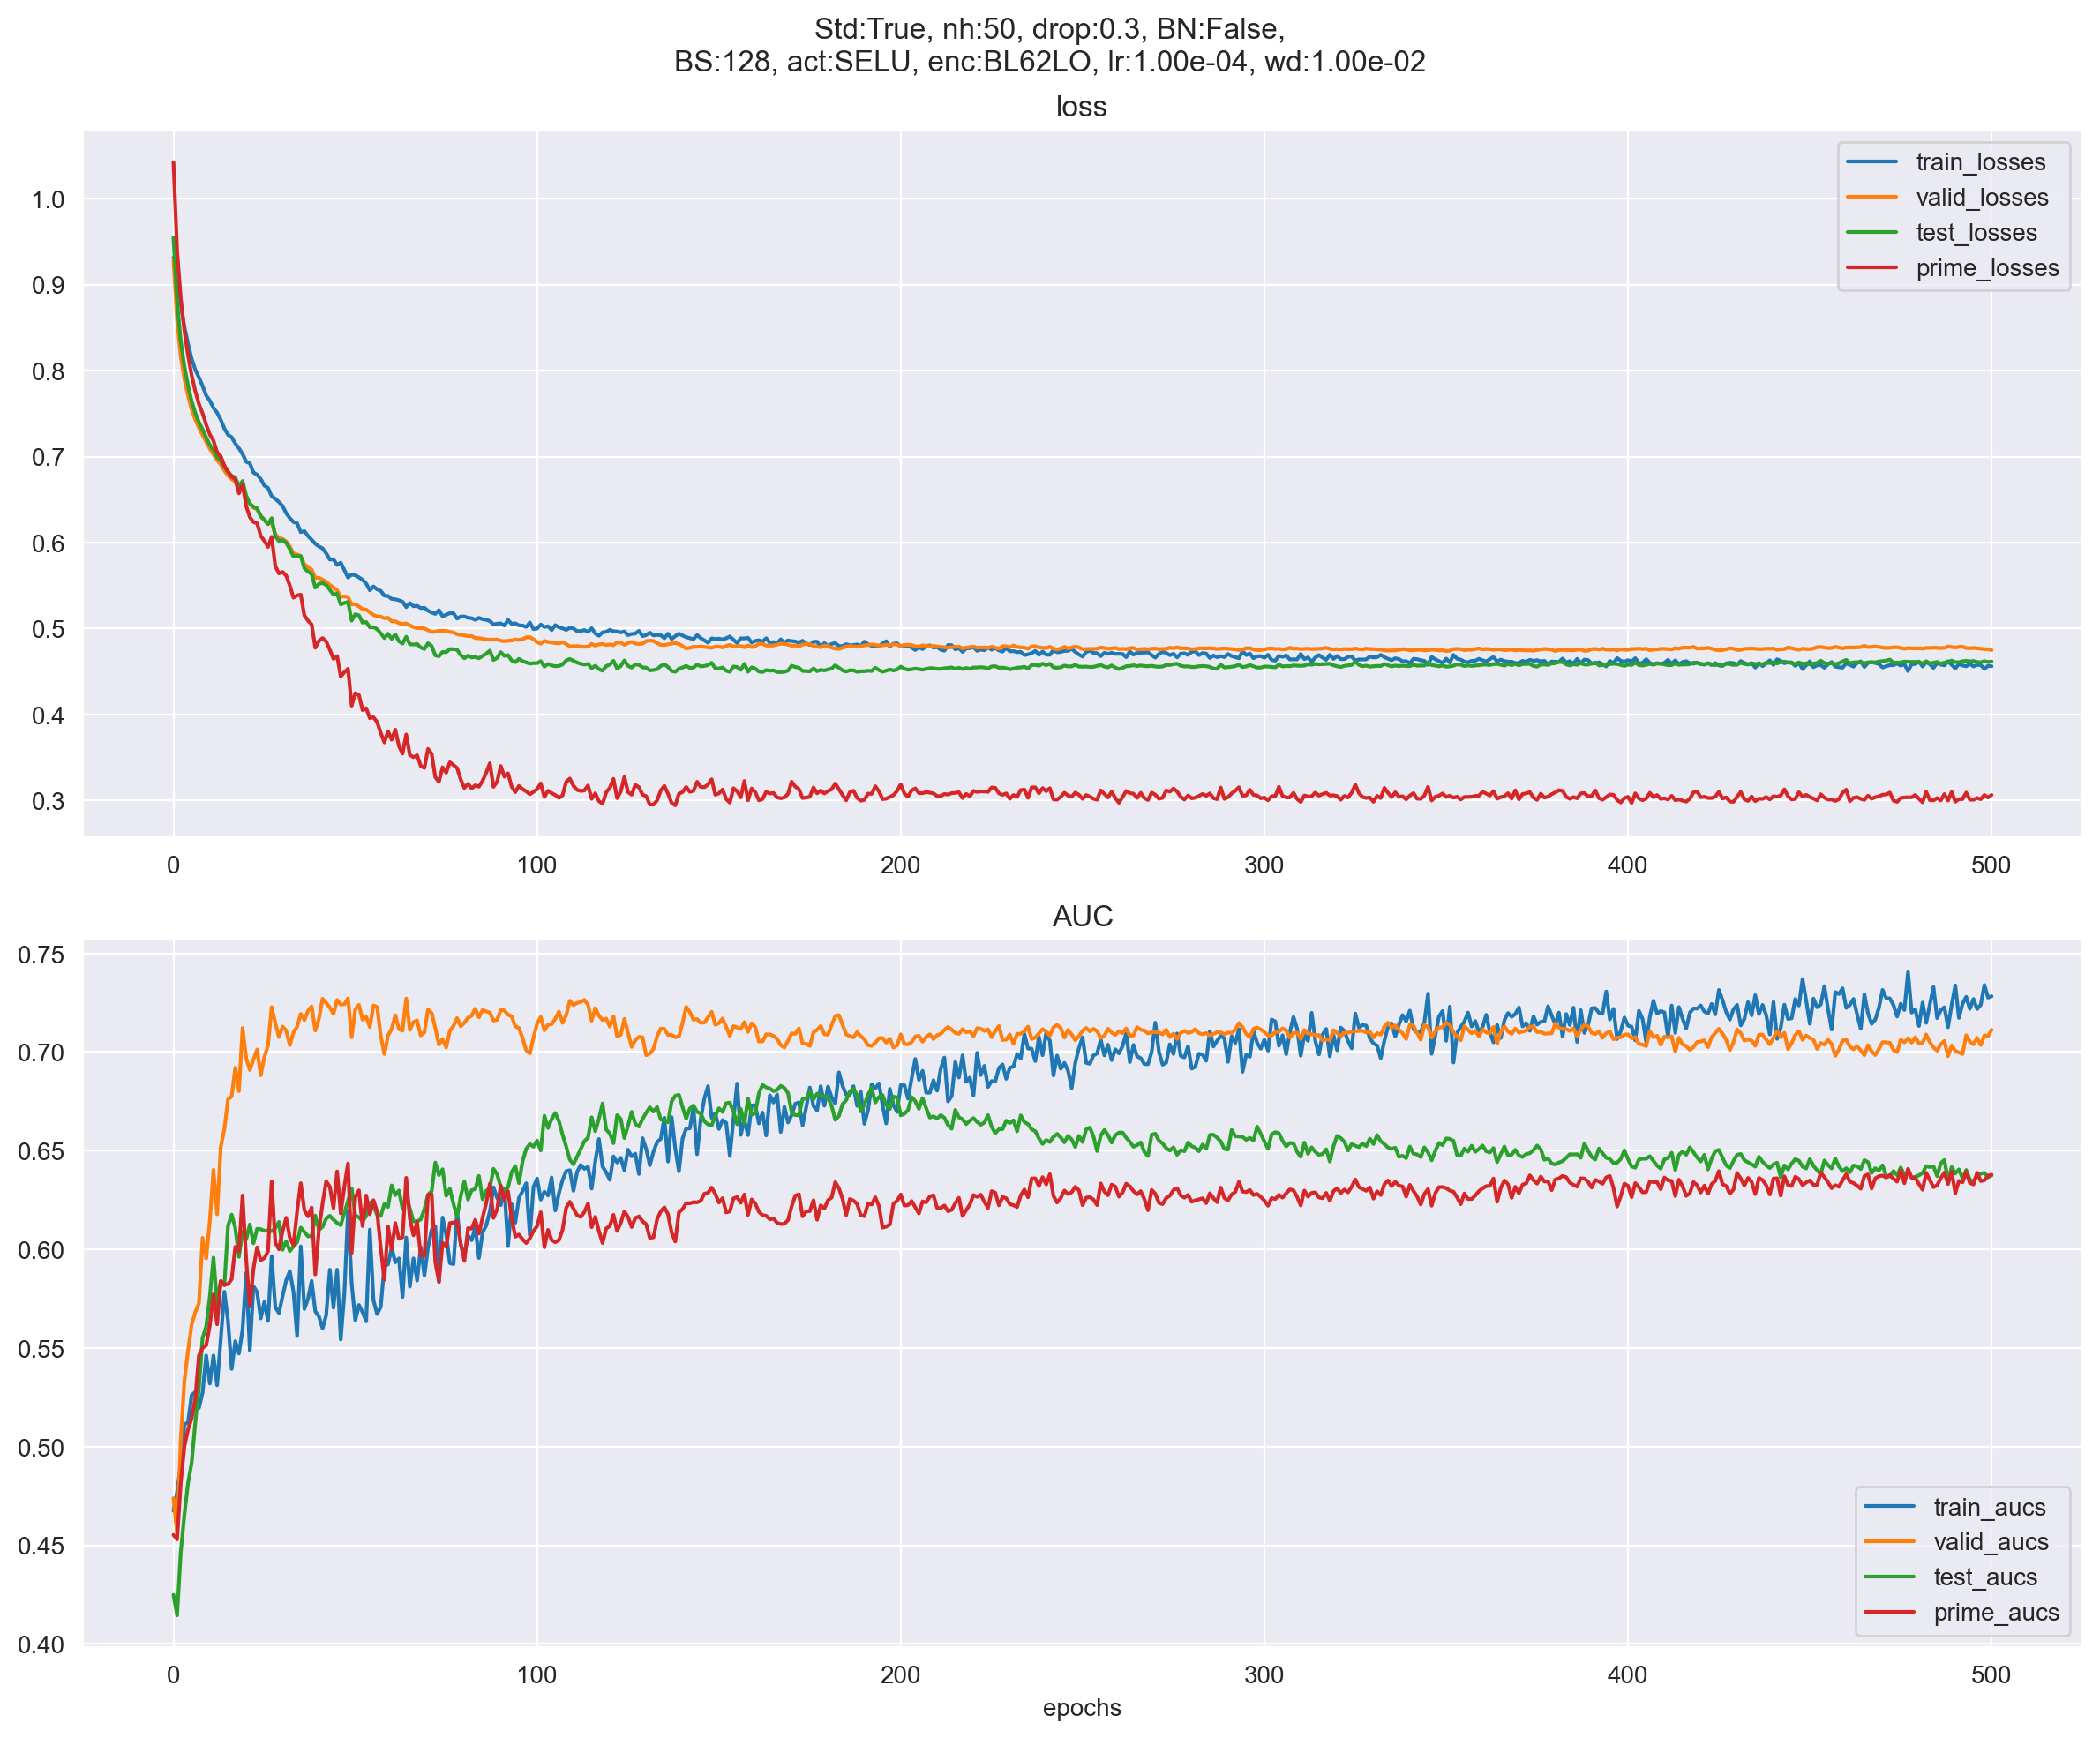 Std:True, nh:50, drop:0.3, BN:False,
BS:128, act:SELU, enc:BL62LO, lr:1.00e-04, wd:1.00e-02
loss
train_losses
valid_losses
test_losses
prime_losses
1.0
0.9
0.8
0.7
0.6
0.5
0.4
0.3
0 100 200 300 400 500
AUC
0.75
0.70
0.65
0.60
0.55
0.50
0.45
0.40
train_aucs
valid_aucs
test_aucs
prime_aucs
0 100 200 300 400 500
epochs